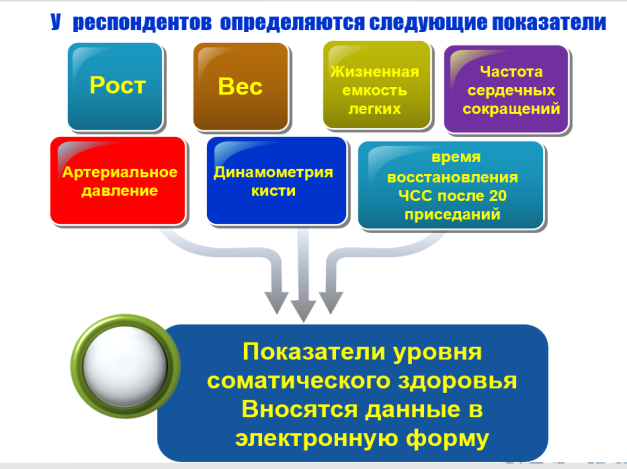 У респондентов определяются следующие показатели
Рост
Вес
Жизненная
емкость
легких
Частота
сердечных
сокращений
Артериальное
давление
Динамометрия
кисти
время
восстановления
ЧСС после 20
приседаний
Показатели уровня
соматического здоровья
Вносятся данные в
электронную форму